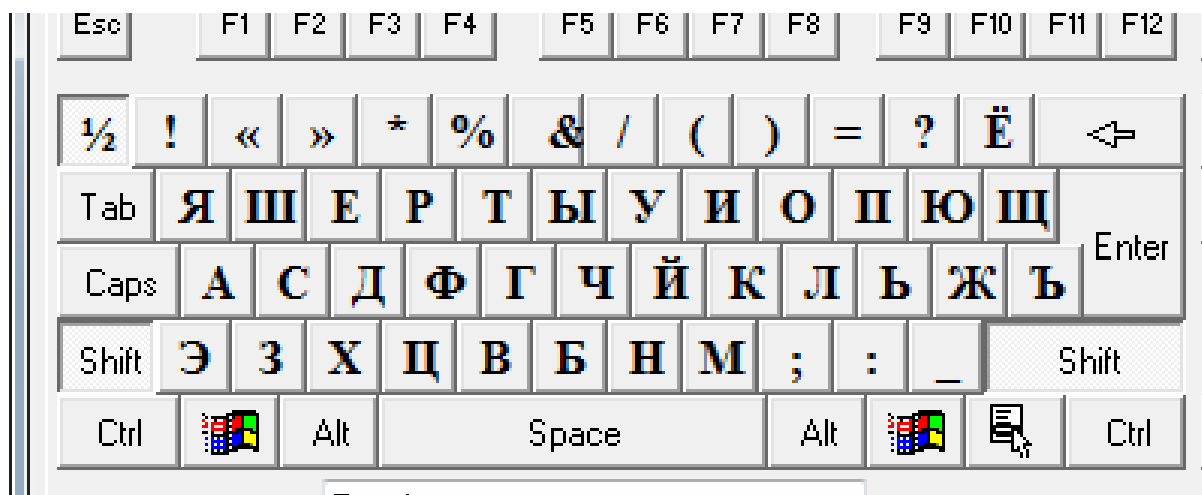 Esc F1 F2 F3 F4 F5 F6 F7 F8 F9 F10 F11 F12
½ ! « » * % & / ( ) = ? Ё
Tab Я Ш Е Р Т Ы У И О П Ю Щ
Enter
Caps А С Д Ф Г Ч Й К Л Ь Ж Ъ
Shift Э З Х Ц В Б Н М ; : _ Shift
Ctrl Alt Space Alt Ctrl